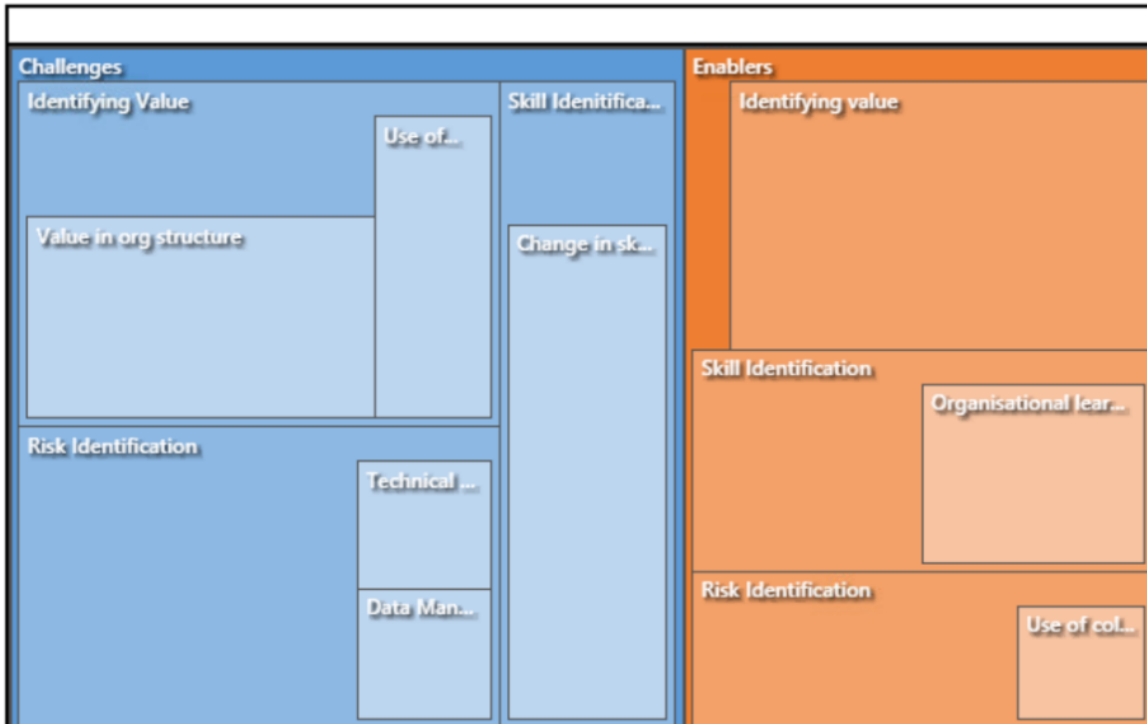 Challenges
Identifying Value
Use of...
Value in org structure
Skill Idenitifica...
Change in sk...
Risk Identification
Technical ...
Data Man...
Enablers
Identifying value
Skill Identification
Organisational lear...
Risk Identification
Use of col...